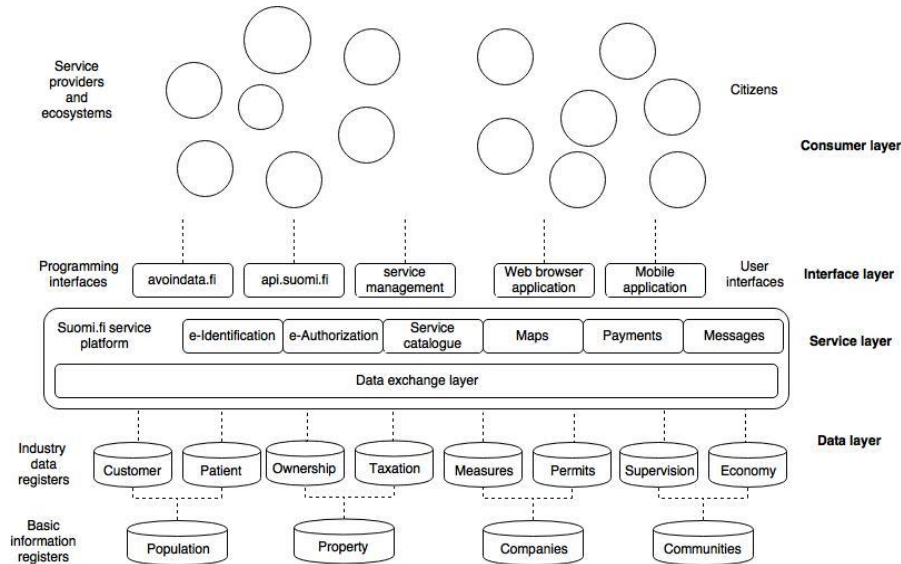 Service
providers
and
ecosystems
Citizens
Consumer layer
Programming
interfaces
avoindata.fi
api.suomi.fi
service
management
Web browser
application
Mobile
application
User
interfaces
Interface layer
Suomi.fi service
platform
e-Identification
e-Authorization
Service
catalogue
Maps
Payments
Messages
Service layer
Data exchange layer
Data layer
Industry
data
registers
Customer
Patient
Ownership
Taxation
Measures
Permits
Supervision
Economy
Basic
information
registers
Population
Property
Companies
Communities